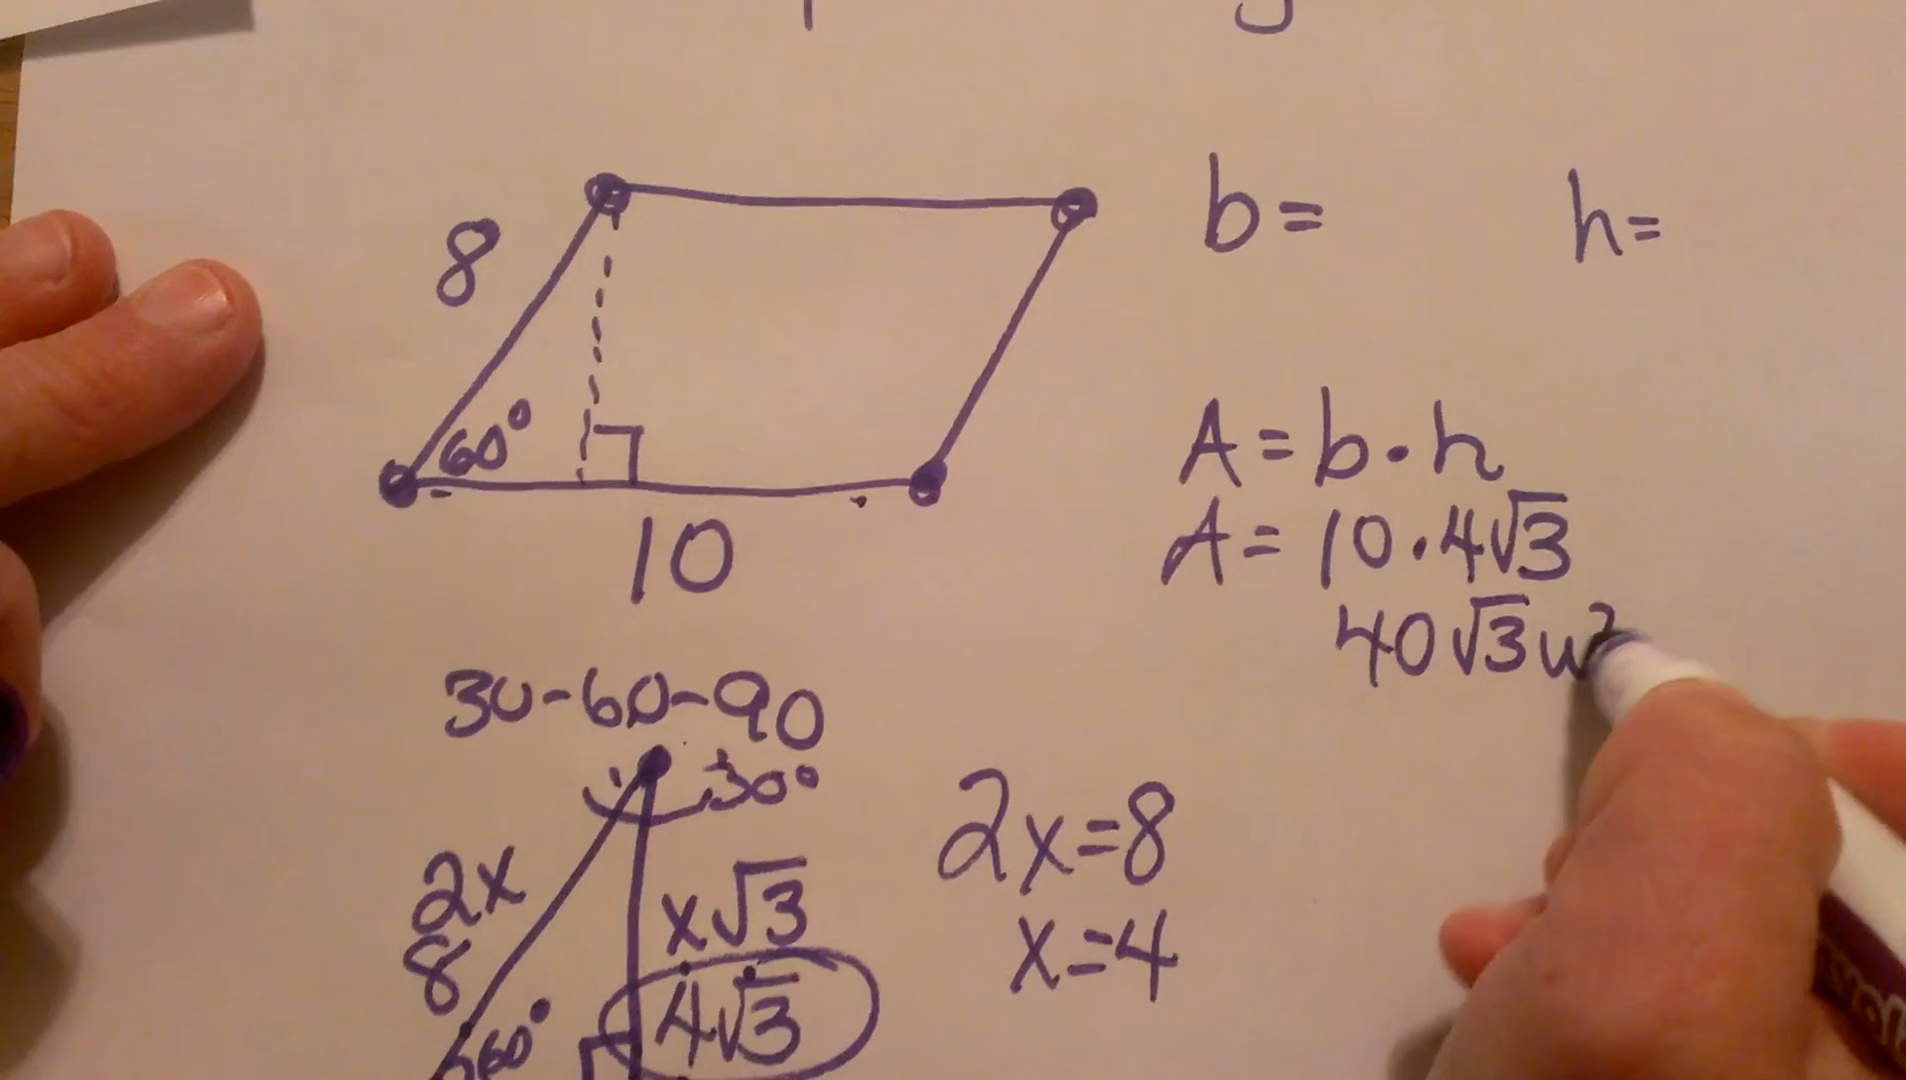 8
b=
h=
60°
10
A = b · h
A = 10 · 4√3
40√3 u²
30-60-90
30°
2x
8
x√3
4√3
60°
2x=8
x=4